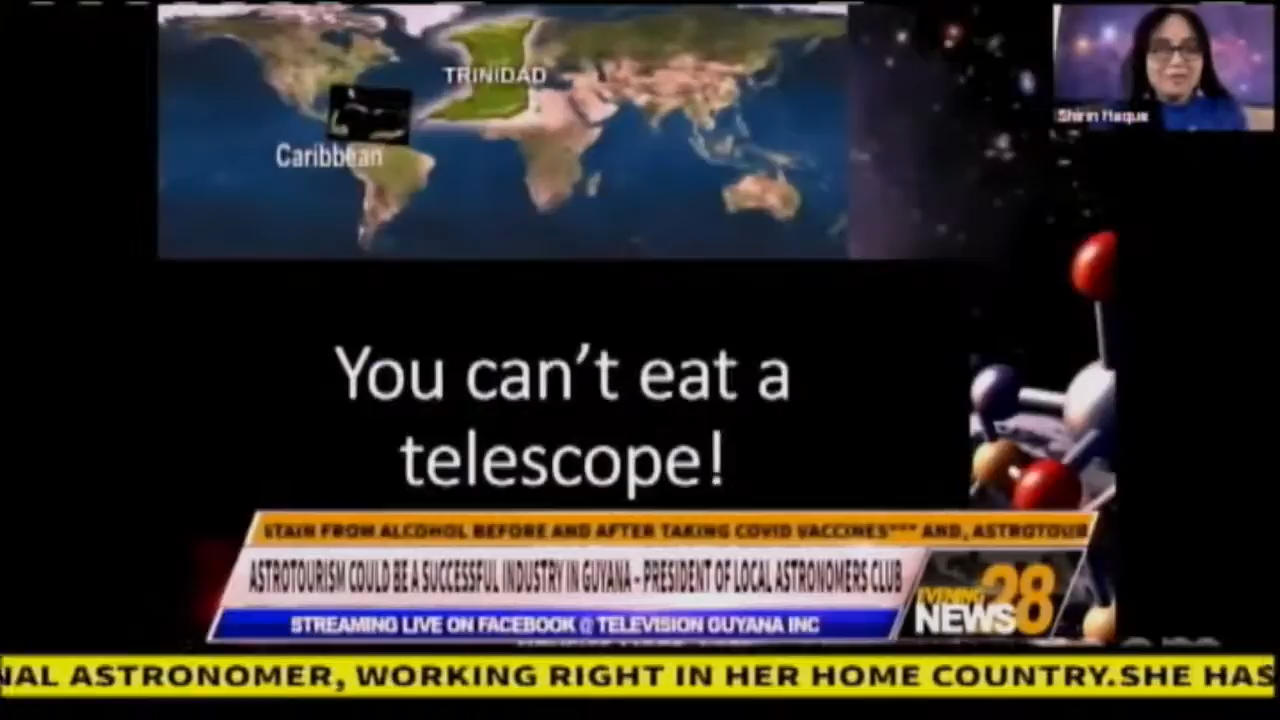 TRINIDAD
Caribbean
Shirin Haque
You can't eat a
telescope!
STAIN FROM ALCOHOL BEFORE AND AFTER TAKING COVID VACCINES*** AND, ASTROTOUR
ASTROTOURISM COULD BE A SUCCESSFUL INDUSTRY IN GUYANA - PRESIDENT OF LOCAL ASTRONOMERS CLUB
EVENING
NEWS 28
STREAMING LIVE ON FACEBOOK @ TELEVISION GUYANA INC
NAL ASTRONOMER, WORKING RIGHT IN HER HOME COUNTRY.SHE HAS